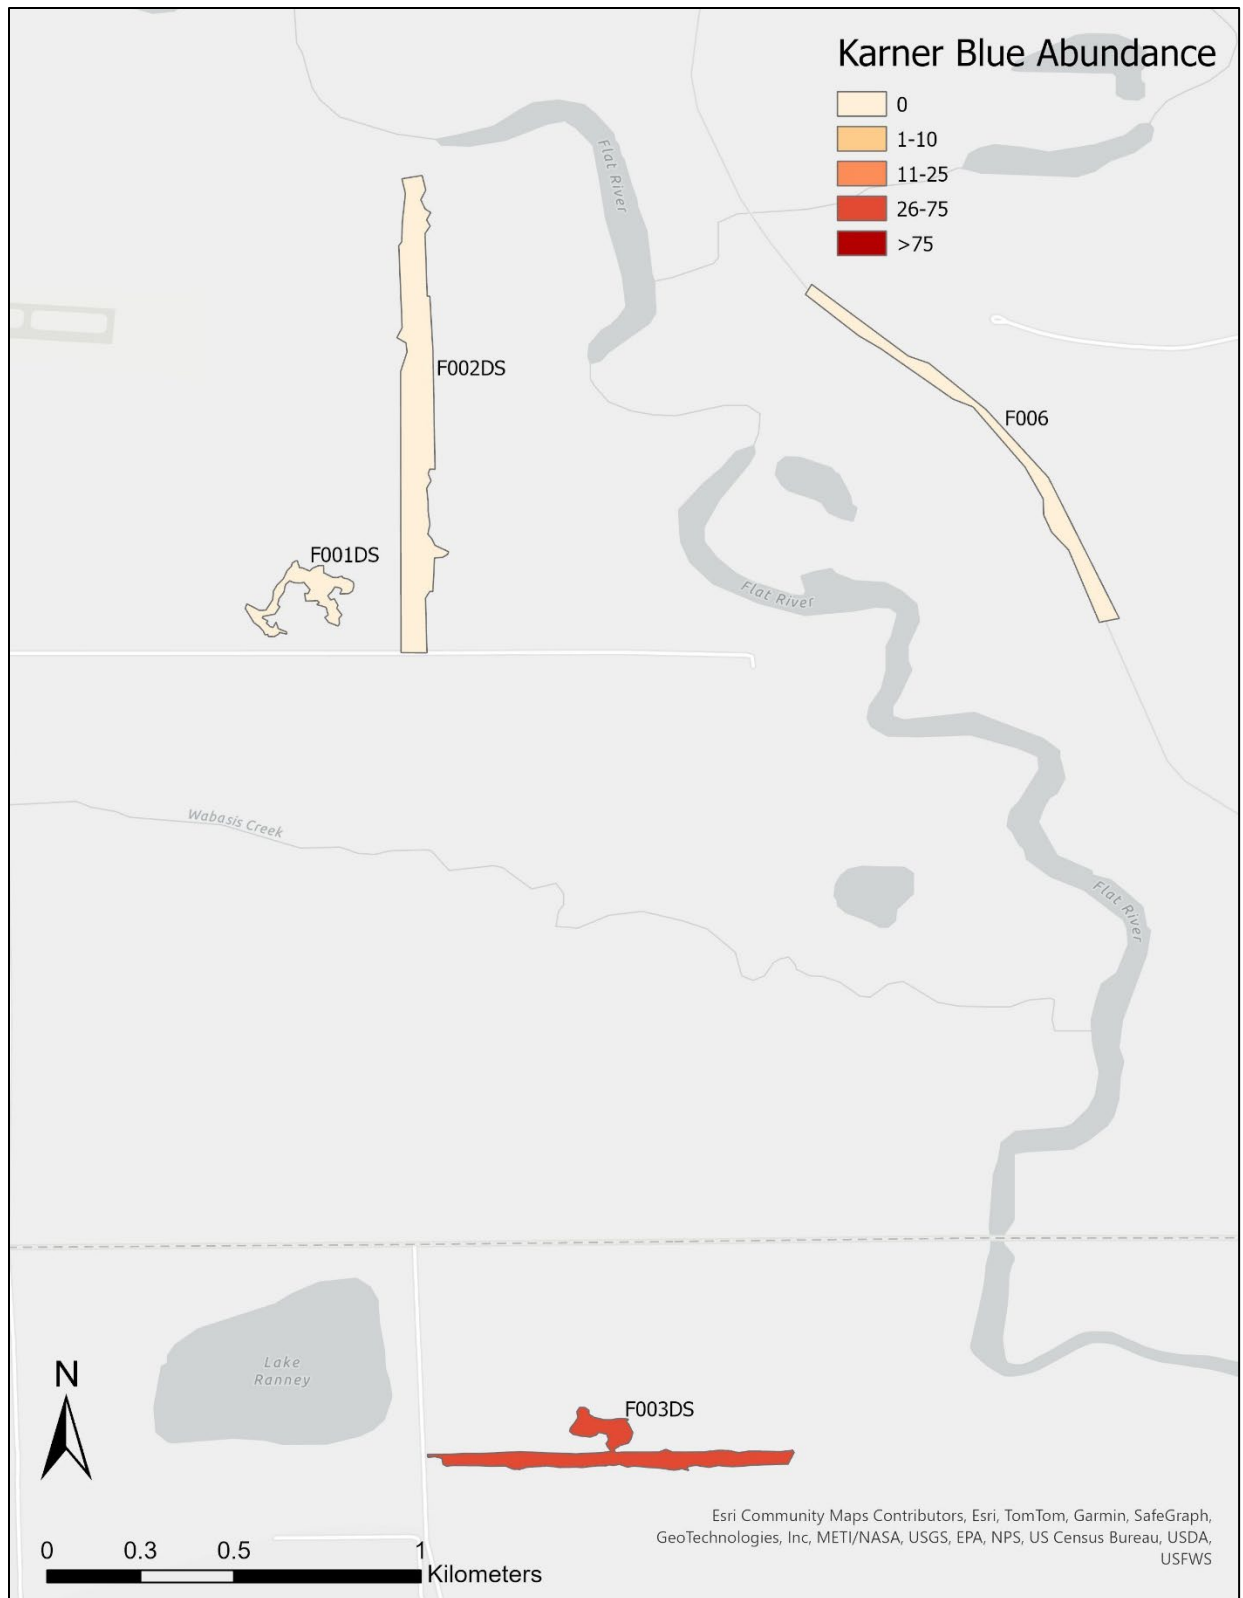 Karner Blue Abundance
0
1-10
11-25
26-75
>75
Flat River
F002DS
F006
F001DS
Flat River
Wabasis Creek
Flat River
Lake
Ranney
N
F003DS
Esri Community Maps Contributors, Esri, TomTom, Garmin, SafeGraph,
GeoTechnologies, Inc, METI/NASA, USGS, EPA, NPS, US Census Bureau, USDA,
USFWS
0 0.3 0.5 1
Kilometers